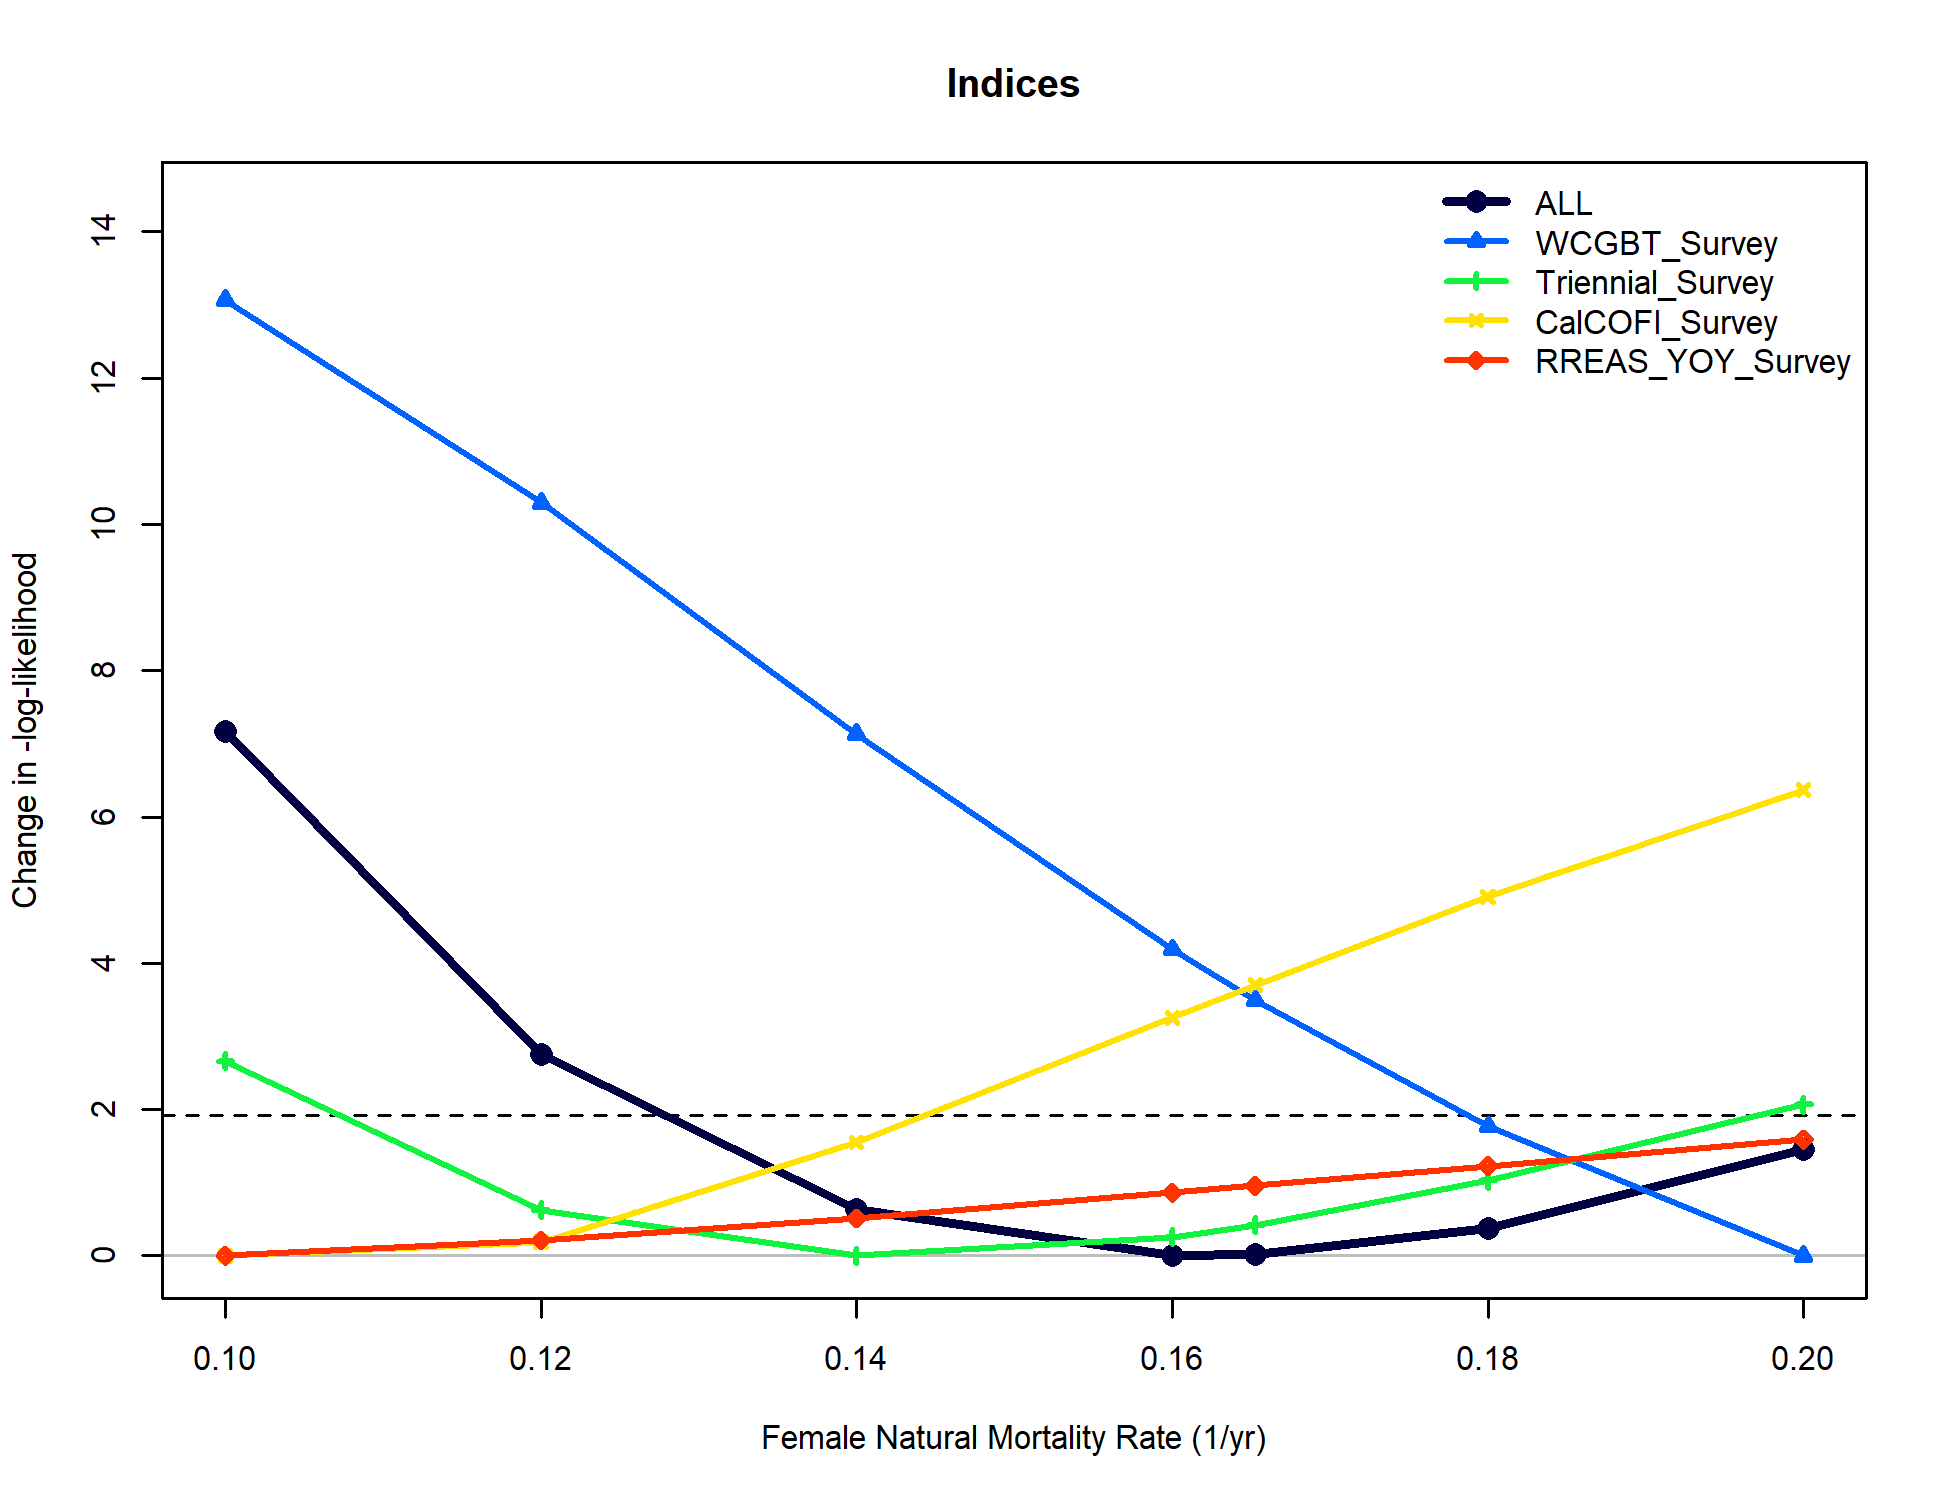 Indices
Change in -log-likelihood
14
12
10
8
6
4
2
0
ALL
WCGBT_Survey
Triennial_Survey
CalCOFI_Survey
RREAS_YOY_Survey
0.10 0.12 0.14 0.16 0.18 0.20
Female Natural Mortality Rate (1/yr)